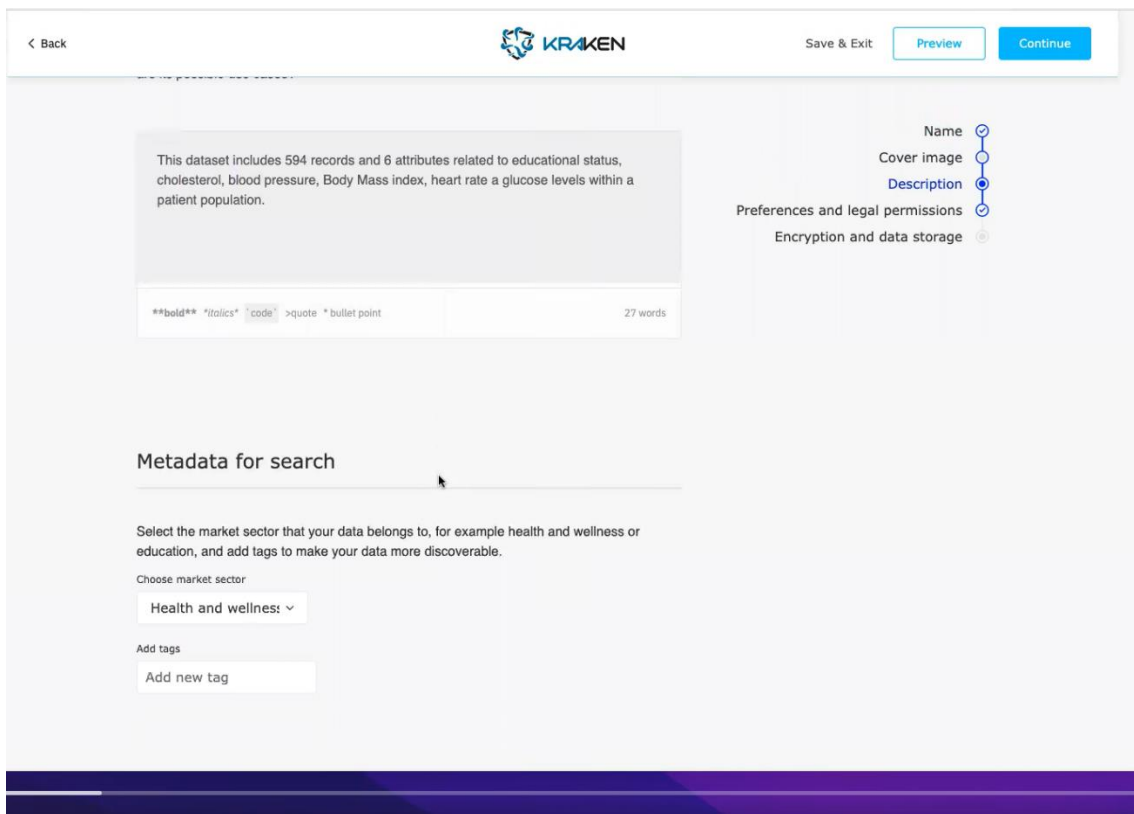 Back
KRAKEN
Save & Exit
Preview
Continue
This dataset includes 594 records and 6 attributes related to educational status,
cholesterol, blood pressure, Body Mass index, heart rate a glucose levels within a
patient population.
**bold** *italics* `code` >quote * bullet point
27 words
Name
Cover image
Description
Preferences and legal permissions
Encryption and data storage
Metadata for search
Select the market sector that your data belongs to, for example health and wellness or
education, and add tags to make your data more discoverable.
Choose market sector
Health and wellness
Add tags
Add new tag